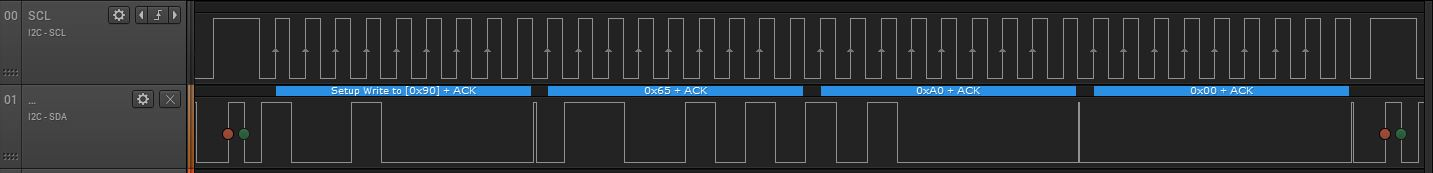 00 SCL
I2C - SCL
Setup Write to [0x90] + ACK 0x65 + ACK 0xA0 + ACK 0x00 + ACK
01 ...
I2C - SDA